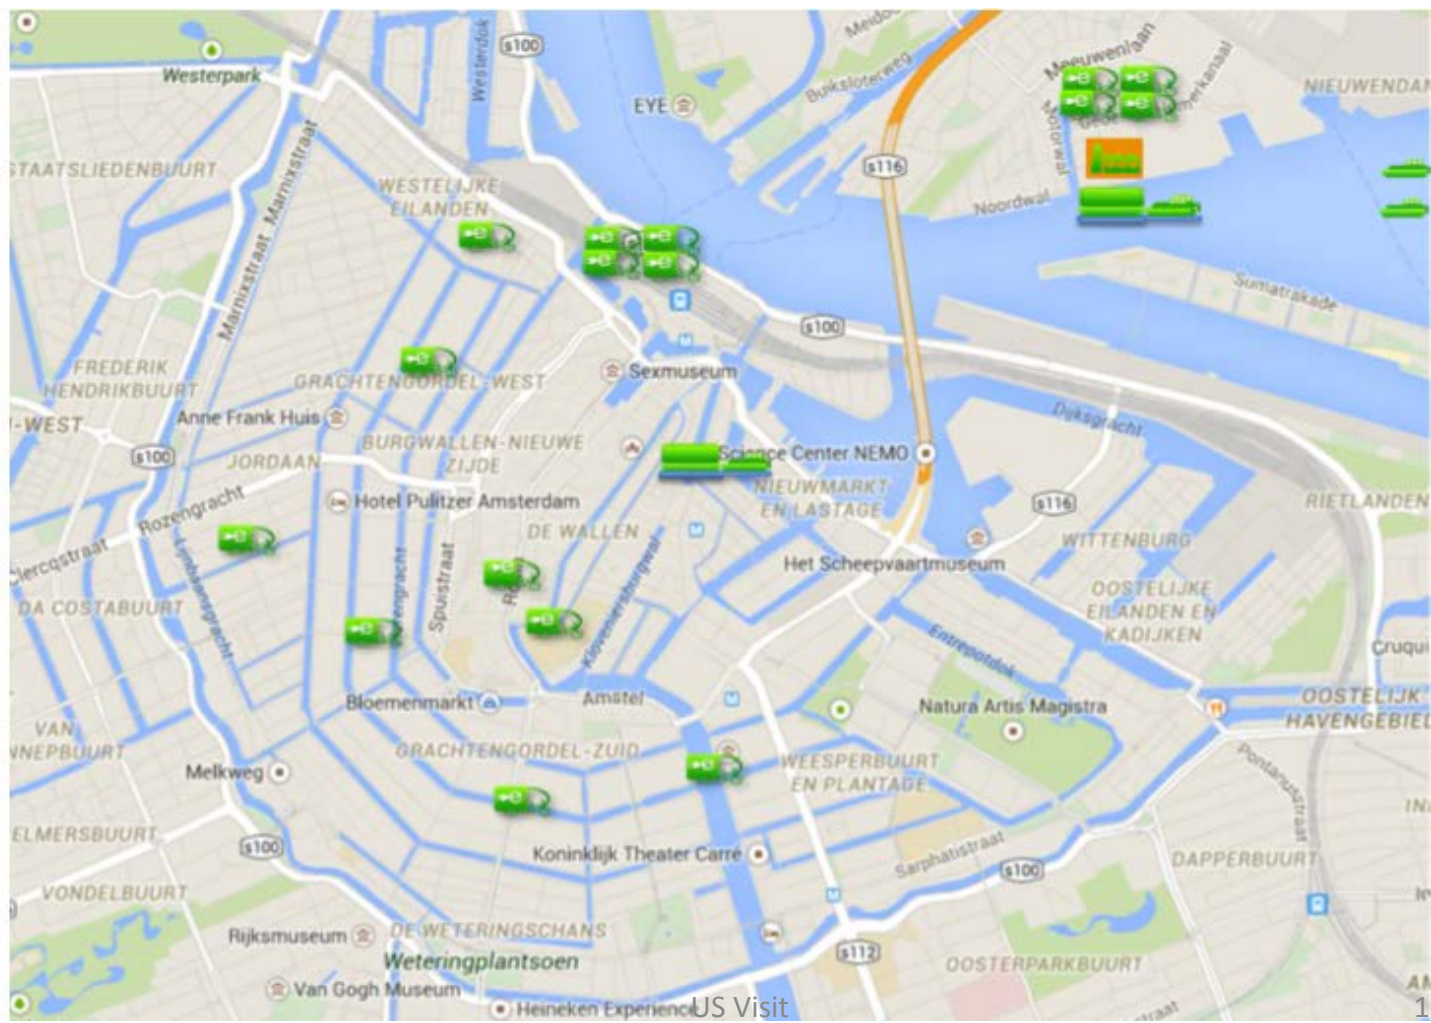 Westerpark
s100
Westerdok
EYE
Meeuwenlaan
Buiksloterweg
NIEUWENDAM
STAATSLIEDENBUURT
Marnixstraat
Marnixstraat
WESTELIJKE
EILANDEN
s116
Motorwal
Noordwal
Sumatrakade
s100
FREDERIK
HENDRIKBUURT
GRACHTENGORDEL-WEST
Sexmuseum
-WEST
Anne Frank Huis
s100
JORDAAN
BURGWALLEN-NIEUWE
ZIJDE
Science Center NEMO
Dijksgracht
NIEUWMARKT
EN LASTAGE
s116
RIETLANDEN
Rozengracht
Hotel Pulitzer Amsterdam
DE WALLEN
WITTENBURG
Clercqstraat
Lijnbaansgracht
Spuistraat
Kloveniersburgwal
Het Scheepvaartmuseum
DA COSTABUURT
OOSTELIJKE
EILANDEN EN
KADIJKEN
Entrepotdok
Cruqui
Bloemenmarkt
Amstel
Natura Artis Magistra
OOSTELIJK
HAVENGEBIE
VAN
NNEPBUURT
GRACHTENGORDEL-ZUID
WEESPERBUURT
EN PLANTAGE
Melkweg
Pontanusstraat
ELMERSBUURT
s100
Koninklijk Theater Carré
Sarphatistraat
s100
DAPPERBUURT
VONDELBUURT
Rijksmuseum
DE WETERINGSCHANS
Weteringplantsoen
s112
OOSTERPARKBUURT
Van Gogh Museum
Heineken Experience
US Visit
1